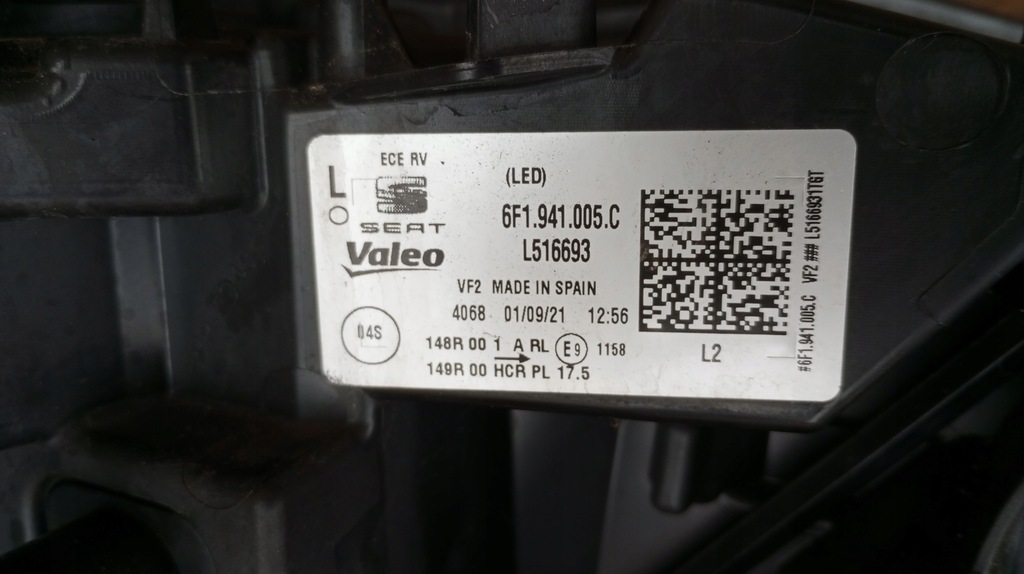 ECE RV
L
SEAT
Valeo
(LED)
6F1.941.005.C
L516693
VF2 MADE IN SPAIN
4068 01/09/21 12:56
04S
148R 00 1 A RL E9 1158
149R 00 HCR PL 17.5
L2
#6F1.941.005.C VF2 ### L5166931T6T